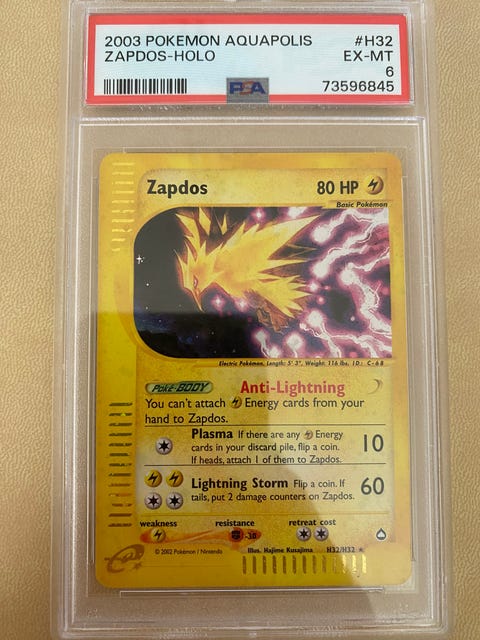 2003 POKEMON AQUAPOLIS #H32
ZAPDOS-HOLO EX-MT
6
PSA 73596845
Zapdos 80 HP
Basic Pokémon
Electric Pokémon, Length: 5' 3", Weight: 116 lbs. ID: C-68
Poké-BODY Anti-Lightning
You can't attach Energy cards from your
hand to Zapdos.
Plasma If there are any Energy
cards in your discard pile, flip a coin. 10
If heads, attach 1 of them to Zapdos.
Lightning Storm Flip a coin. If 60
tails, put 2 damage counters on Zapdos.
weakness resistance retreat cost
-30
© 2002 Pokémon / Nintendo Illus. Hajime Kusajima H32/H32
e